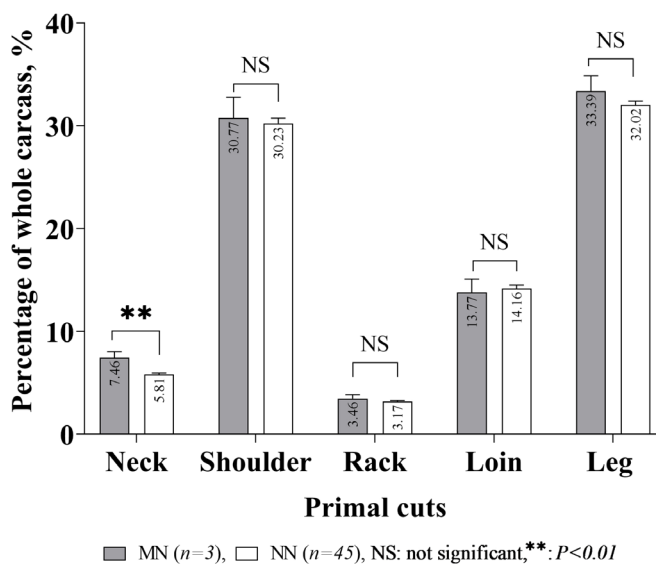 Percentage of whole carcass, %
40
30
20
10
0
**
NS
NS
NS
NS
7.46
5.81
30.77
30.23
3.46
3.17
13.77
14.16
33.39
32.02
Neck Shoulder Rack Loin Leg
Primal cuts
MN (n=3), NN (n=45), NS: not significant,**: P<0.01